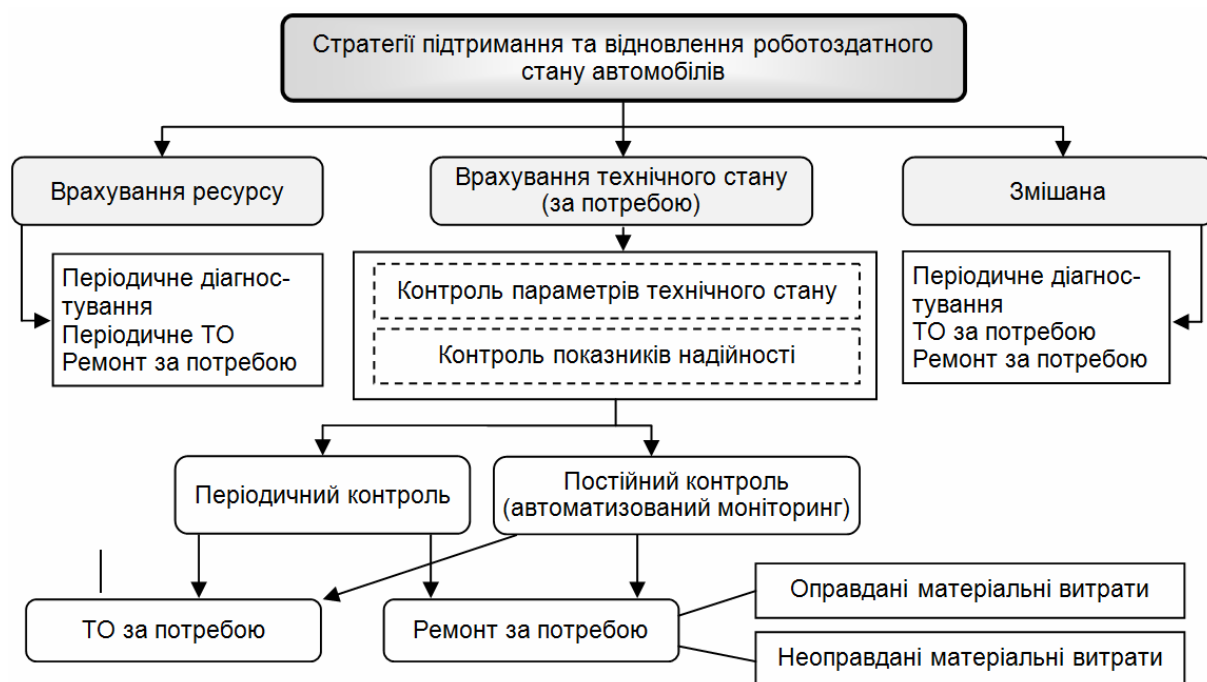 Стратегії підтримання та відновлення роботоздатного
стану автомобілів
Врахування ресурсу
Врахування технічного стану
(за потребою)
Змішана
Періодичне діагнос-
тування
Періодичне ТО
Ремонт за потребою
Контроль параметрів технічного стану
Контроль показників надійності
Періодичне діагнос-
тування
ТО за потребою
Ремонт за потребою
Періодичний контроль
Постійний контроль
(автоматизований моніторинг)
ТО за потребою
Ремонт за потребою
Оправдані матеріальні витрати
Неоправдані матеріальні витрати